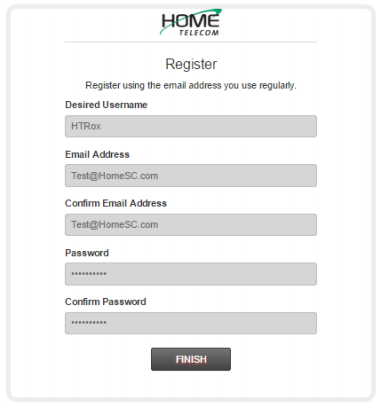 HOME
TELECOM
Register
Register using the email address you use regularly.
Desired Username
HTRox
Email Address
Test@HomeSC.com
Confirm Email Address
Test@HomeSC.com
Password
**********
Confirm Password
**********
FINISH